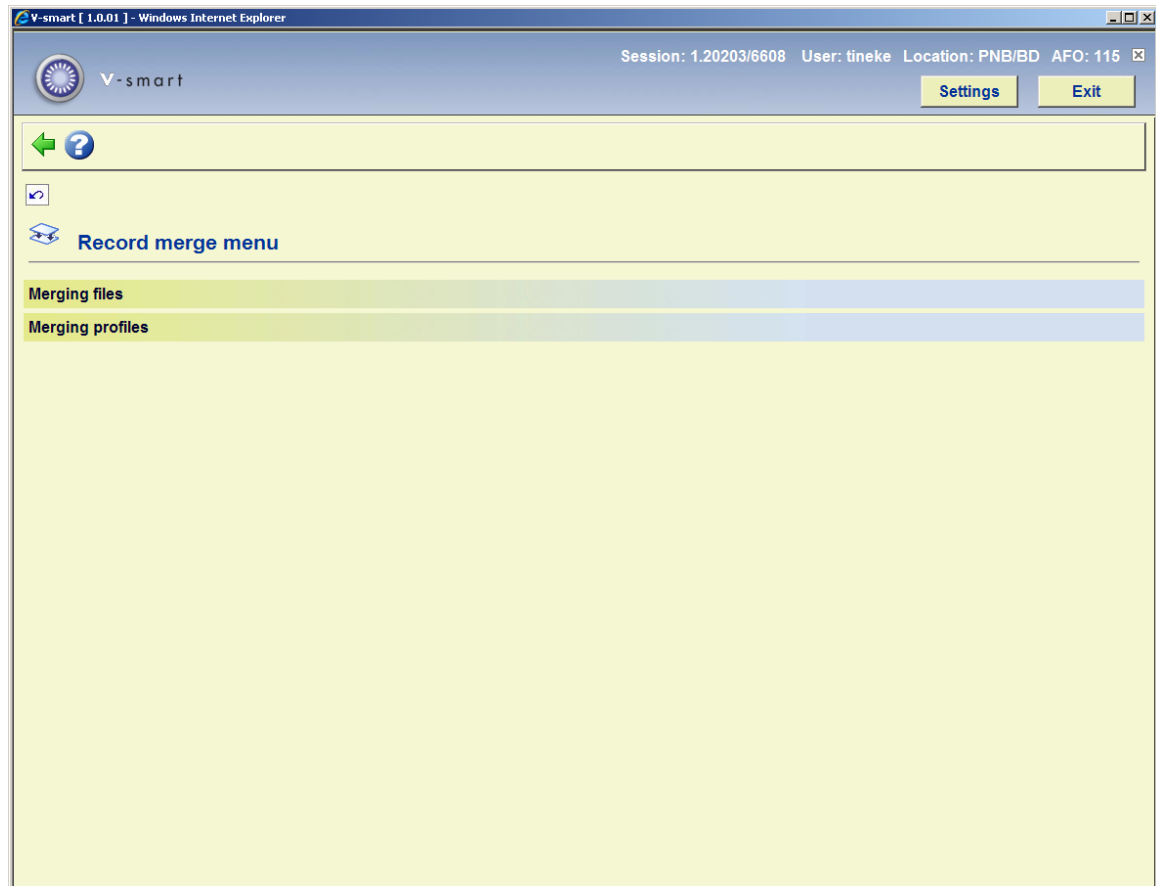 V-smart [ 1.0.01 ] - Windows Internet Explorer
Session: 1.20203/6608 User: tineke Location: PNB/BD AFO: 115
V-smart
Settings Exit
Record merge menu
Merging files
Merging profiles